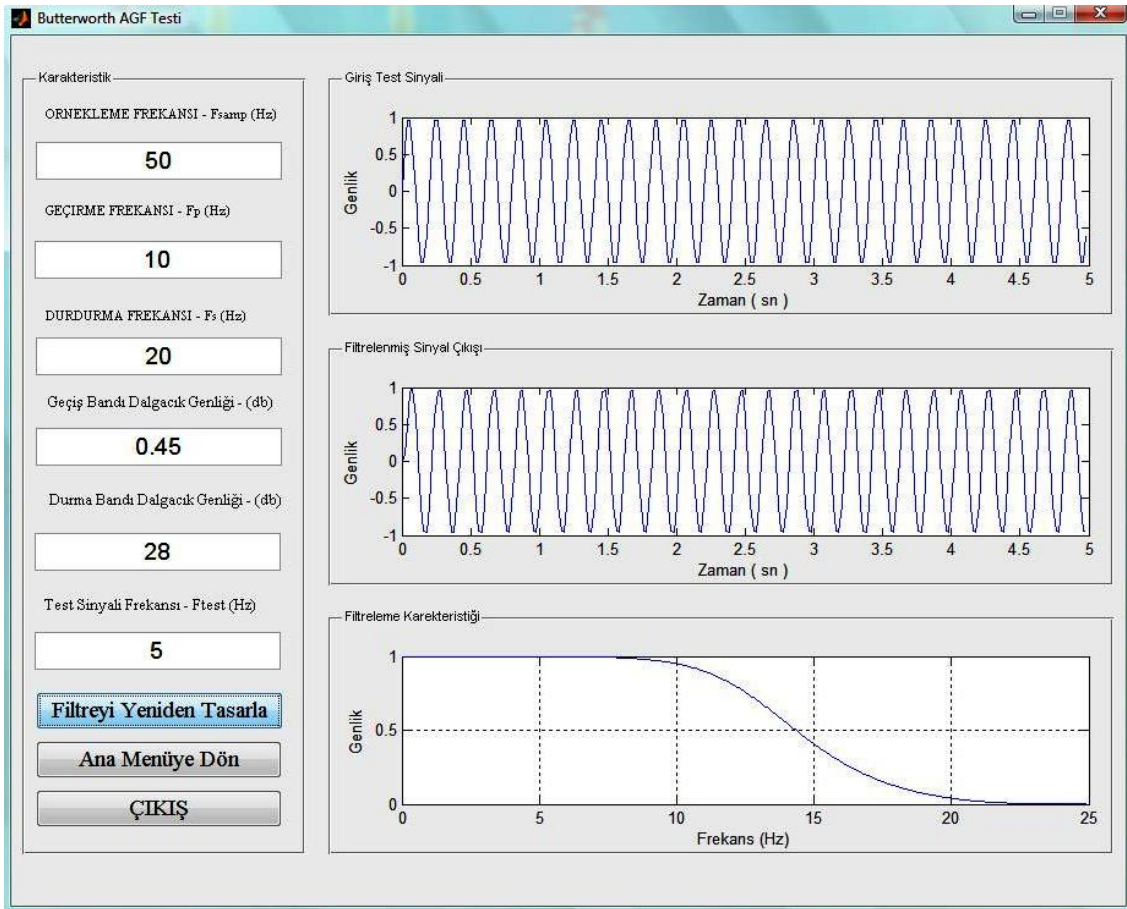 Butterworth AGF Testi
Karakteristik
ORNEKLEME FREKANSI - Fsamp (Hz)
50
GEÇIRME FREKANSI - Fp (Hz)
10
DURDURMA FREKANSI - Fs (Hz)
20
Geçiş Bandı Dalgacık Genliği - (db)
0.45
Durma Bandı Dalgacık Genliği - (db)
28
Test Sinyali Frekansı - Ftest (Hz)
5
Filtreyi Yeniden Tasarla
Ana Menüye Dön
ÇIKIŞ
Giriş Test Sinyali
Genlik
1
0.5
0
-0.5
-1
0 0.5 1 1.5 2 2.5 3 3.5 4 4.5 5
Zaman ( sn )
Filtrelenmiş Sinyal Çıkışı
Genlik
1
0.5
0
-0.5
-1
0 0.5 1 1.5 2 2.5 3 3.5 4 4.5 5
Zaman ( sn )
Filtreleme Karekteristiği
Genlik
1
0.5
0
0 5 10 15 20 25
Frekans (Hz)